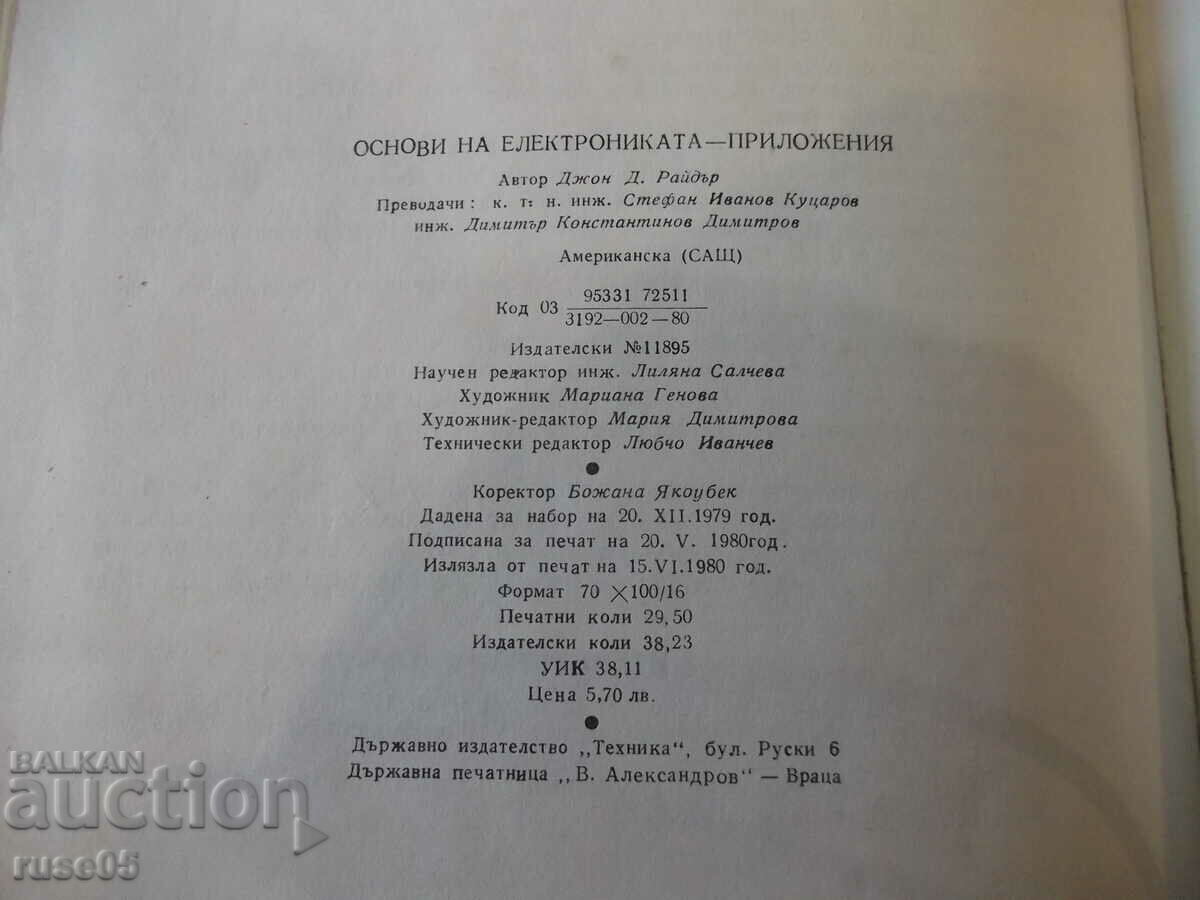 ОСНОВИ НА ЕЛЕКТРОНИКАТА—ПРИЛОЖЕНИЯ
Автор Джон Д. Райдър
Преводачи: к. т. н. инж. Стефан Иванов Куцаров
инж. Димитър Константинов Димитров
Американска (САЩ)
Код 03 95331 72511
3192—002—80
Издателски №11895
Научен редактор инж. Лиляна Салчева
Художник Мариана Генова
Художник-редактор Мария Димитрова
Технически редактор Любчо Иванчев
Коректор Божана Якоубек
Дадена за набор на 20. XII.1979 год.
Подписана за печат на 20. V. 1980год.
Излязла от печат на 15.VI.1980 год.
Формат 70 ×100/16
Печатни коли 29,50
Издателски коли 38,23
УИК 38,11
Цена 5,70 лв.
Държавно издателство „Техника“, бул. Руски 6
Държавна печатница „В. Александров“ — Враца
BALKAN
auction
ruse05